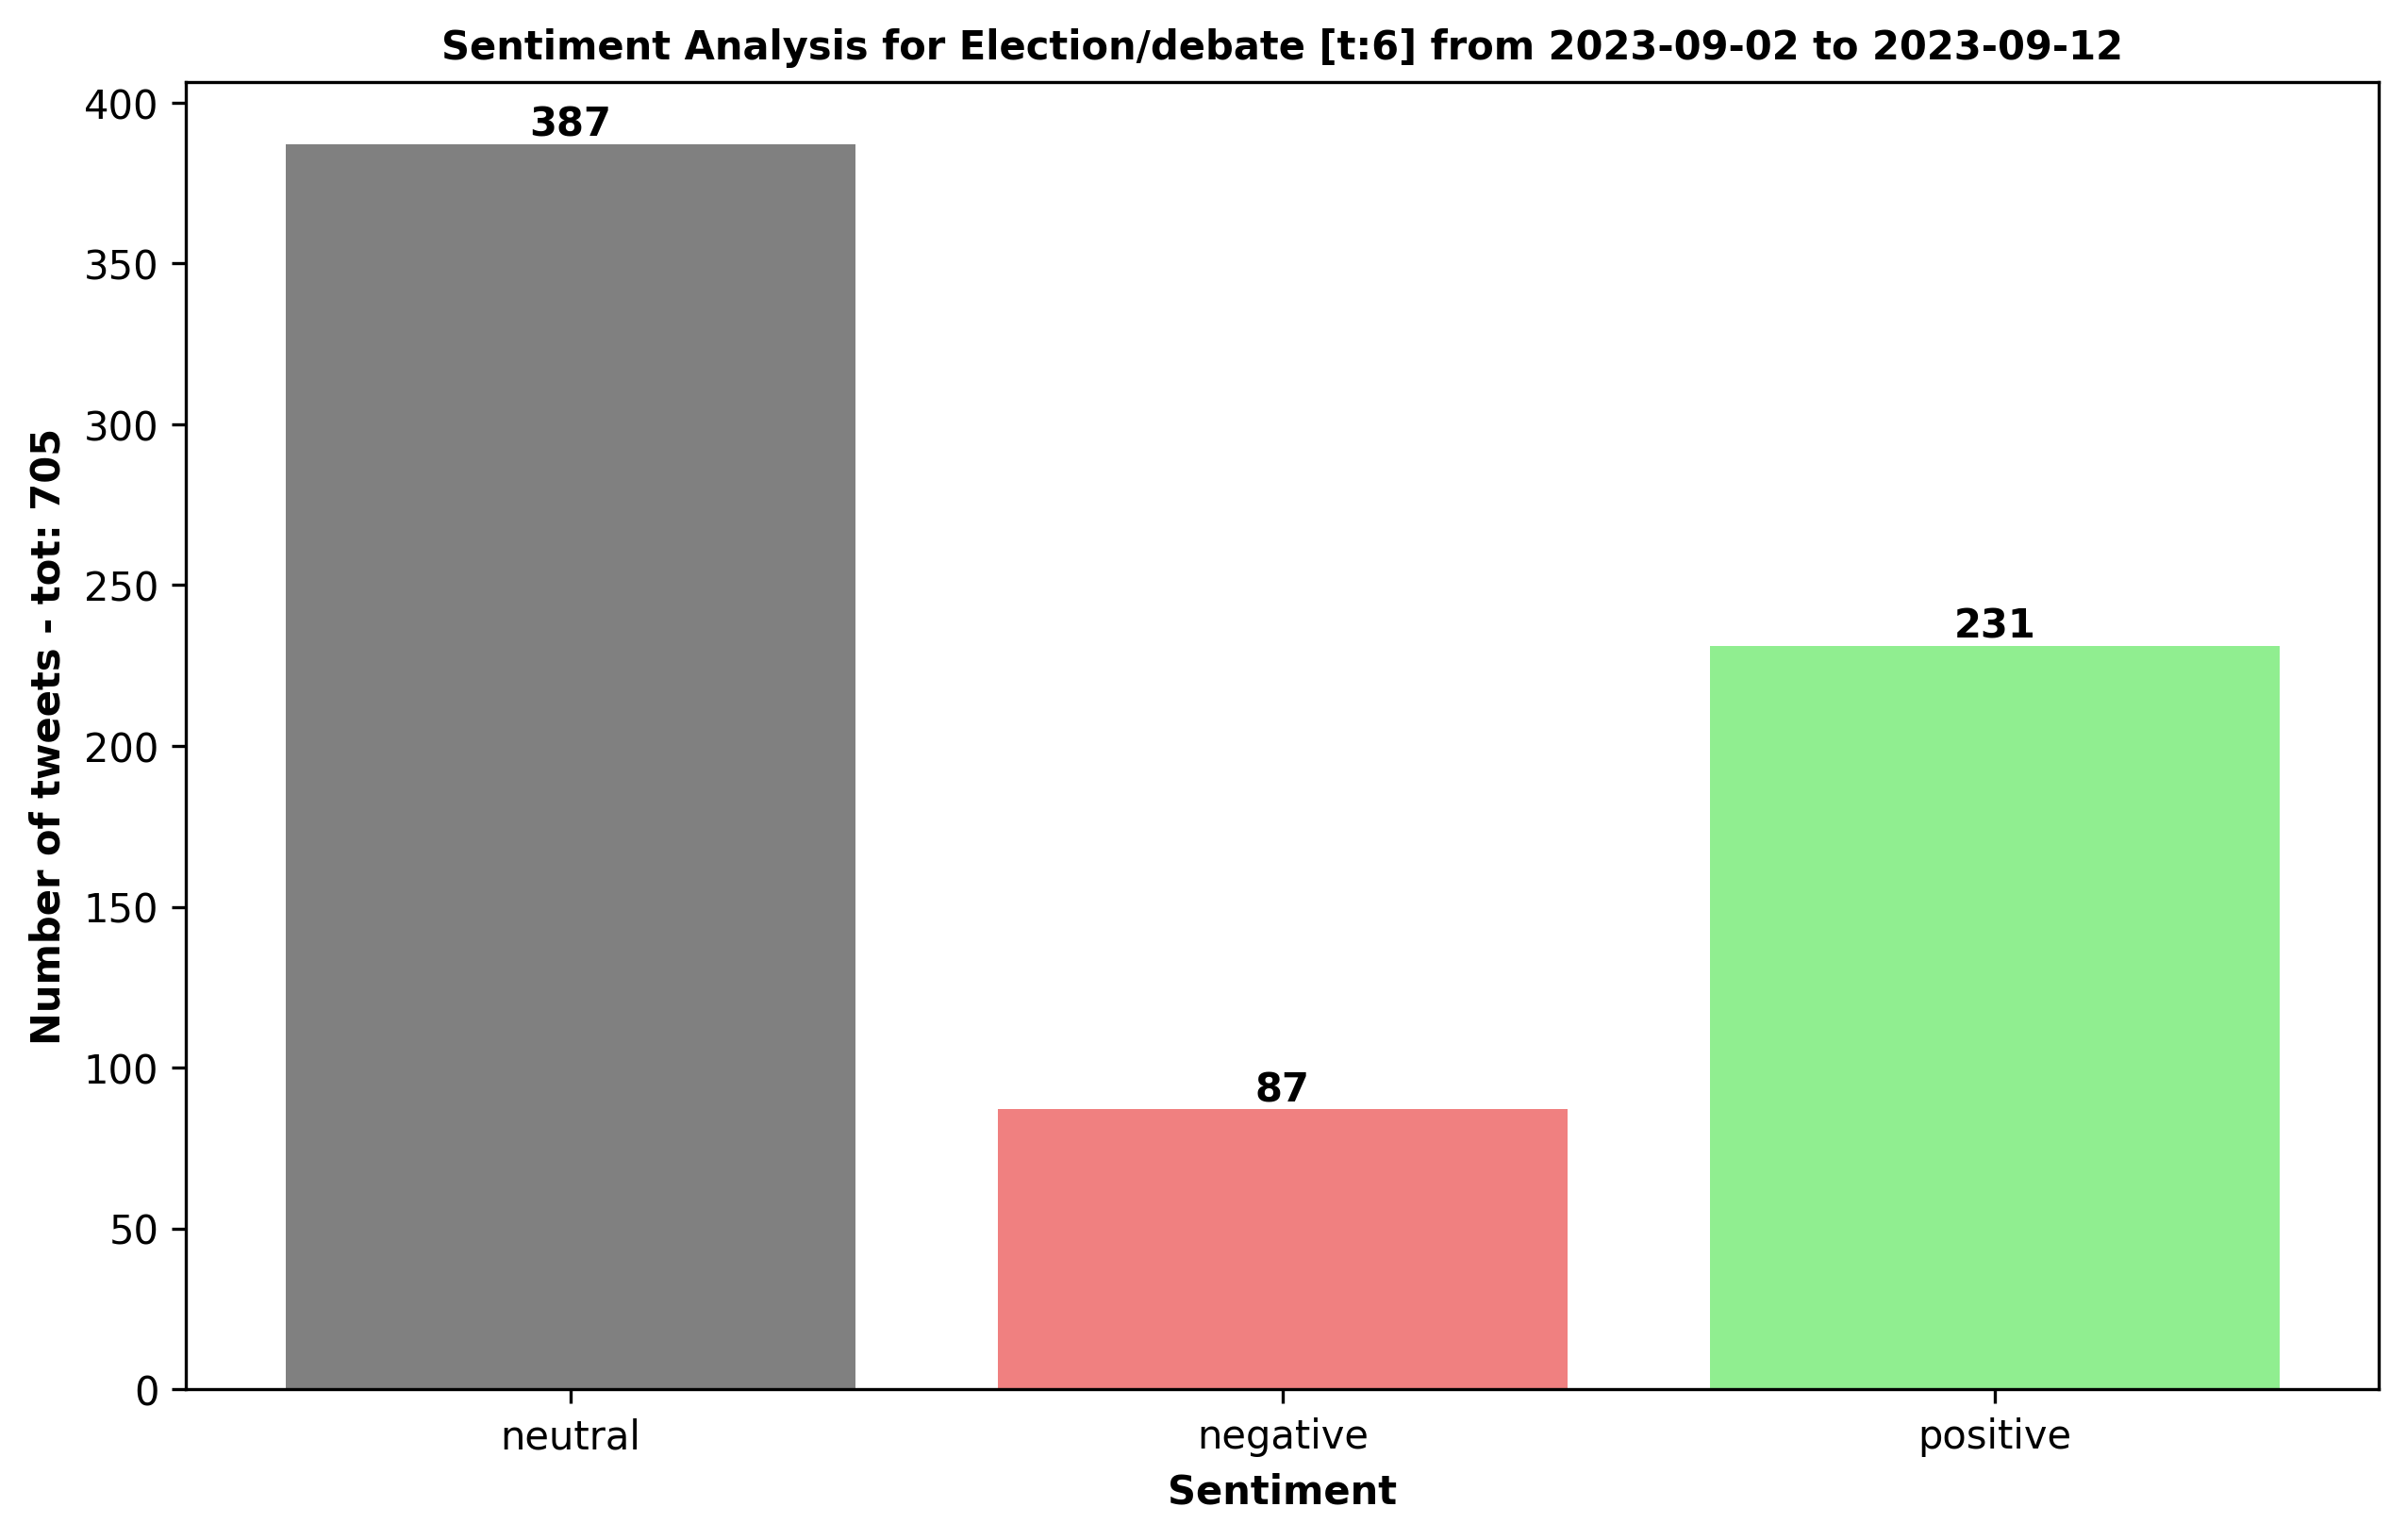 Sentiment Analysis for Election/debate [t:6] from 2023-09-02 to 2023-09-12
Number of tweets - tot: 705
400
350
300
250
200
150
100
50
0
387
87
231
neutral
negative
positive
Sentiment